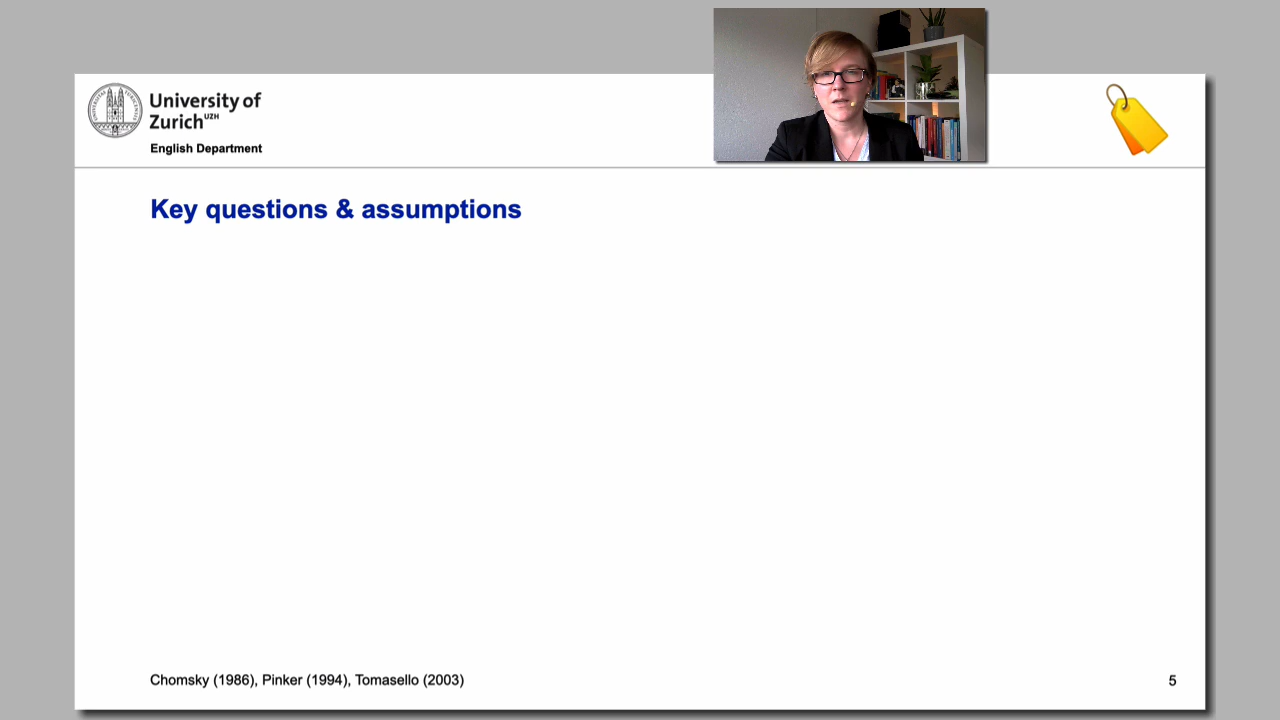 University of
Zurich UZH
English Department
Key questions & assumptions
Chomsky (1986), Pinker (1994), Tomasello (2003)
5